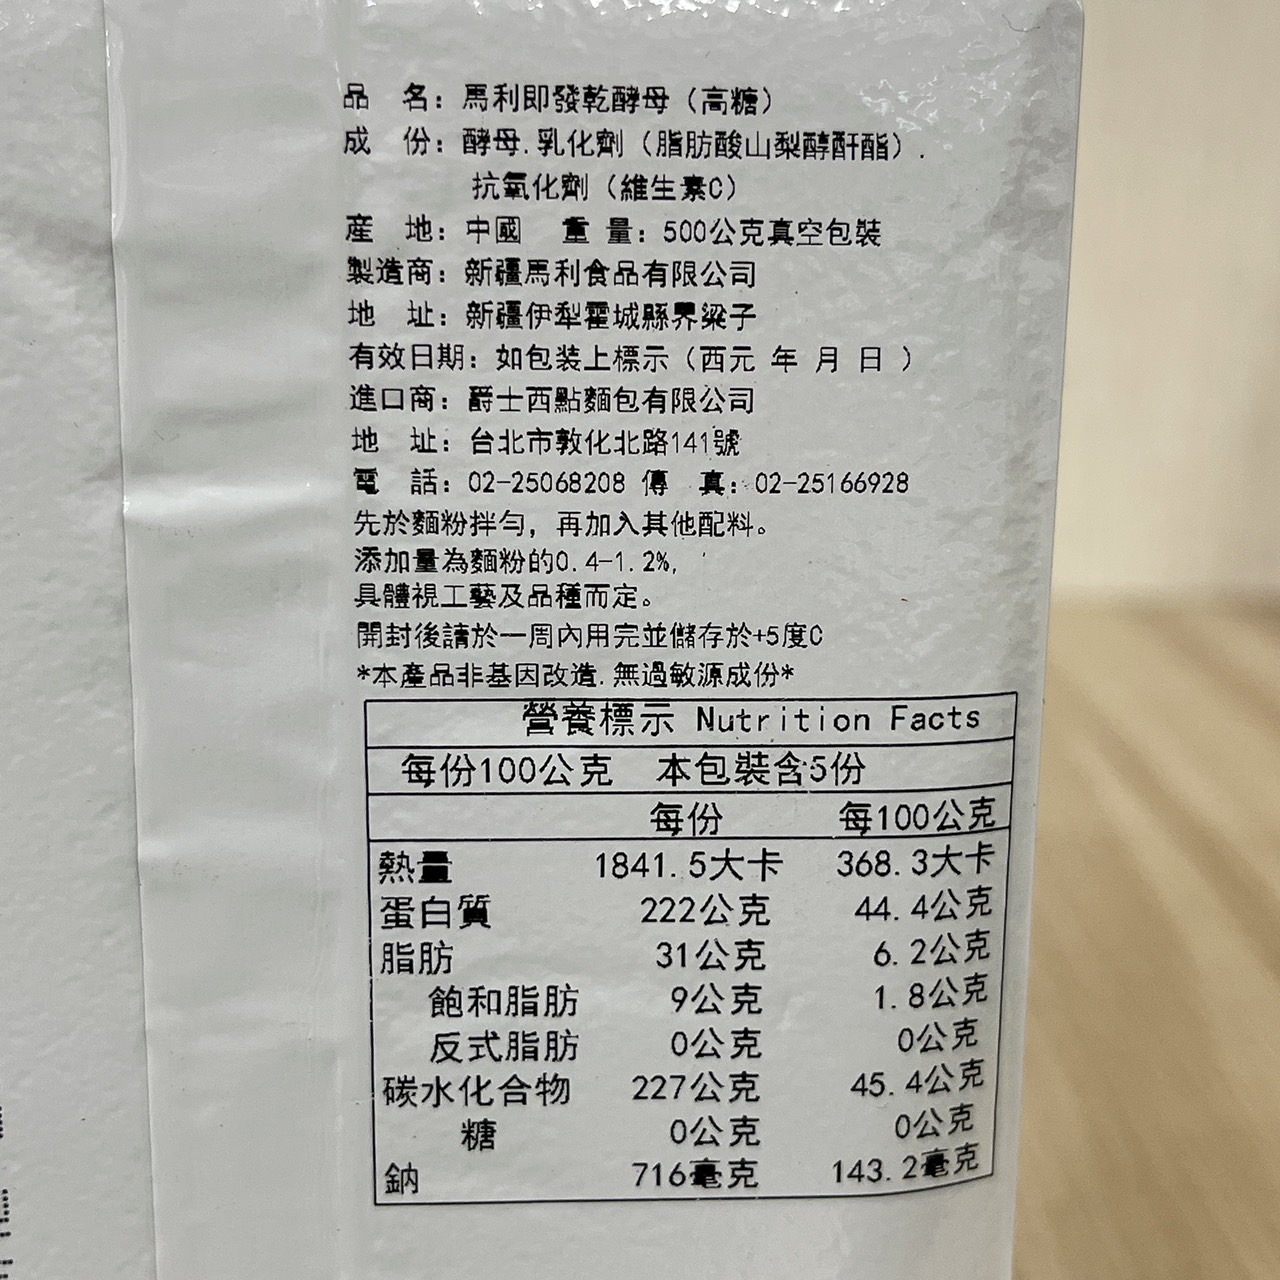 品　名：馬利即發乾酵母（高糖）
成　份：酵母.乳化劑（脂肪酸山梨醇酐酯）.
抗氧化劑（維生素C）
產　地：中國　重 量：500公克真空包裝
製造商：新疆馬利食品有限公司
地　址：新疆伊犁霍城縣界梁子
有效日期：如包裝上標示（西元 年 月 日 ）
進口商：爵士西點麵包有限公司
地　址：台北市敦化北路141號
電　話：02-25068208 傳　真：02-25166928
先於麵粉拌勻，再加入其他配料。
添加量為麵粉的0.4-1.2%,
具體視工藝及品種而定。
開封後請於一周內用完並儲存於+5度C
*本產品非基因改造.無過敏源成份*
營養標示 Nutrition Facts
每份100公克　本包裝含5份
每份　每100公克
熱量　1841.5大卡　368.3大卡
蛋白質　222公克　44.4公克
脂肪　31公克　6.2公克
飽和脂肪　9公克　1.8公克
反式脂肪　0公克　0公克
碳水化合物　227公克　45.4公克
糖　0公克　0公克
鈉　716毫克　143.2毫克